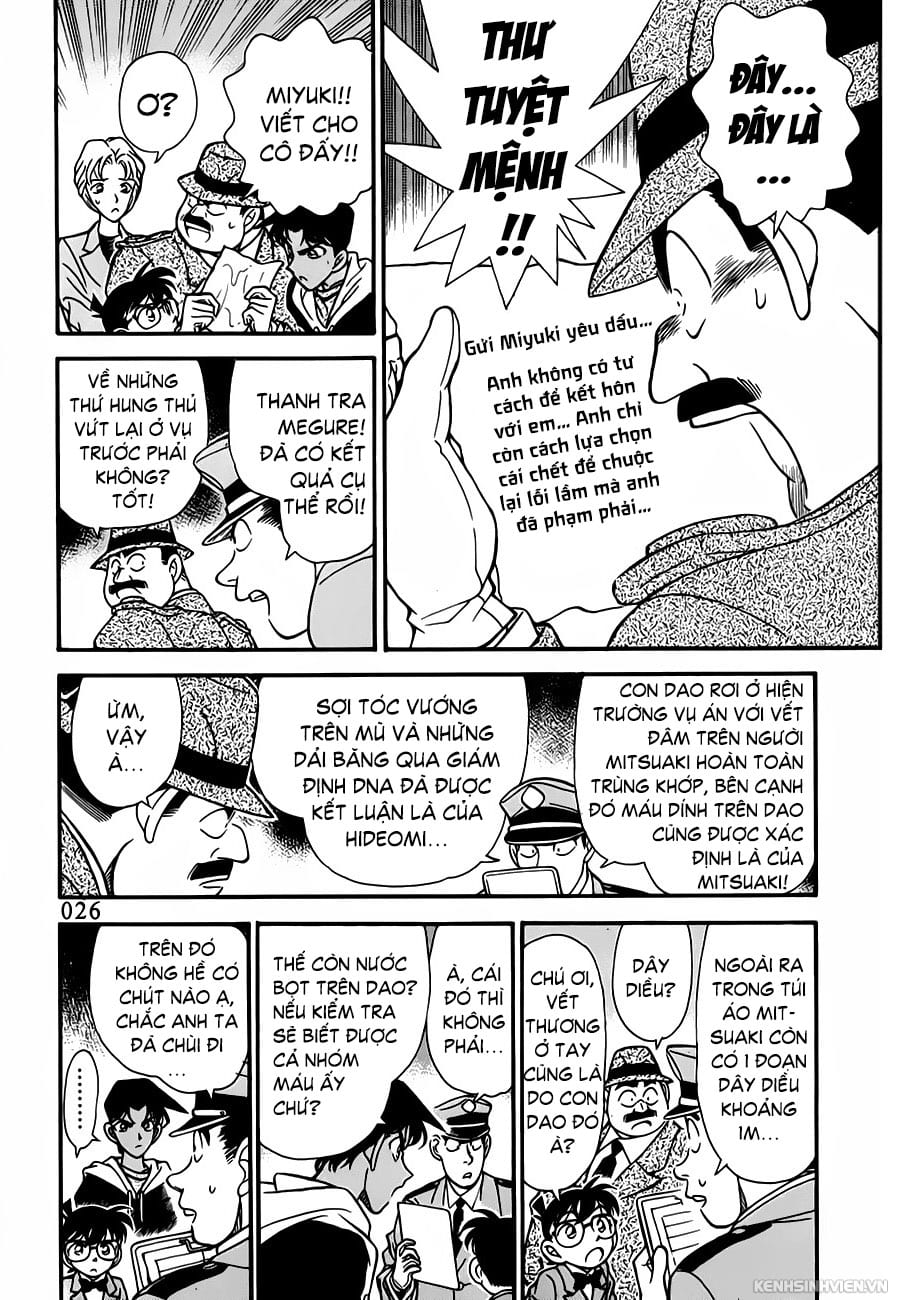 ĐÂY...
ĐÂY LÀ
...
THƯ
TUYỆT
MỆNH
!!
Gửi Miyuki yêu dấu...
Anh không có tư
cách để kết hôn
với em... Anh chỉ
còn cách lựa chọn
cái chết để chuộc
lại lỗi lầm mà anh
đã phạm phải...
MIYUKI!!
VIẾT CHO
CÔ ĐẤY!!
Ơ?
THANH TRA
MEGURE!
ĐÃ CÓ KẾT
QUẢ CỤ
THỂ RỒI!
VỀ NHỮNG
THỨ HUNG THỦ
VỨT LẠI Ở VỤ
TRƯỚC PHẢI
KHÔNG?
TỐT!
CON DAO RƠI Ở HIỆN
TRƯỜNG VỤ ÁN VỚI VẾT
ĐÂM TRÊN NGƯỜI
MITSUAKI HOÀN TOÀN
TRÙNG KHỚP, BÊN CẠNH
ĐÓ MÁU DÍNH TRÊN DAO
CŨNG ĐƯỢC XÁC
ĐỊNH LÀ CỦA
MITSUAKI!
SỢI TÓC VƯỚNG
TRÊN MŨ VÀ NHỮNG
DẢI BĂNG QUA GIÁM
ĐỊNH DNA ĐÃ ĐƯỢC
KẾT LUẬN LÀ CỦA
HIDEOMI...
ỪM,
VẬY
À...
026
NGOÀI RA
TRONG TÚI
ÁO MIT-
SUAKI CÒN
CÓ 1 ĐOẠN
DÂY DIỀU
KHOẢNG
1M...
DÂY
DIỀU?
CHÚ ƠI,
VẾT
THƯƠNG
Ở TAY
CŨNG LÀ
DO CON
DAO ĐÓ
À?
À, CÁI
ĐÓ THÌ
KHÔNG
PHẢI...
THẾ CÒN NƯỚC
BỌT TRÊN DAO?
NẾU KIỂM TRA
SẼ BIẾT ĐƯỢC
CẢ NHÓM
MÁU ẤY
CHỨ?
TRÊN ĐÓ
KHÔNG HỀ CÓ
CHÚT NÀO Ạ,
CHẮC ANH TA
ĐÃ CHÙI ĐI
...
........
KENHSINHVIEN.VN